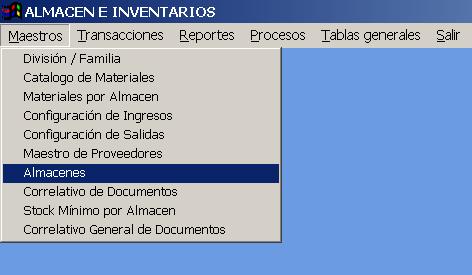 ALMACEN E INVENTARIOS
Maestros Transacciones Reportes Procesos Tablas generales Salir
División / Familia
Catalogo de Materiales
Materiales por Almacen
Configuración de Ingresos
Configuración de Salidas
Maestro de Proveedores
Almacenes
Correlativo de Documentos
Stock Mínimo por Almacen
Correlativo General de Documentos